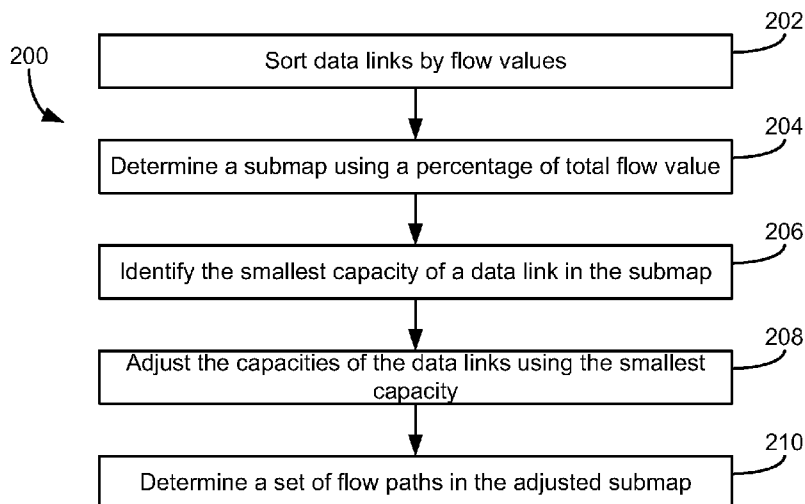 200
202
Sort data links by flow values
204
Determine a submap using a percentage of total flow value
206
Identify the smallest capacity of a data link in the submap
208
Adjust the capacities of the data links using the smallest
capacity
210
Determine a set of flow paths in the adjusted submap